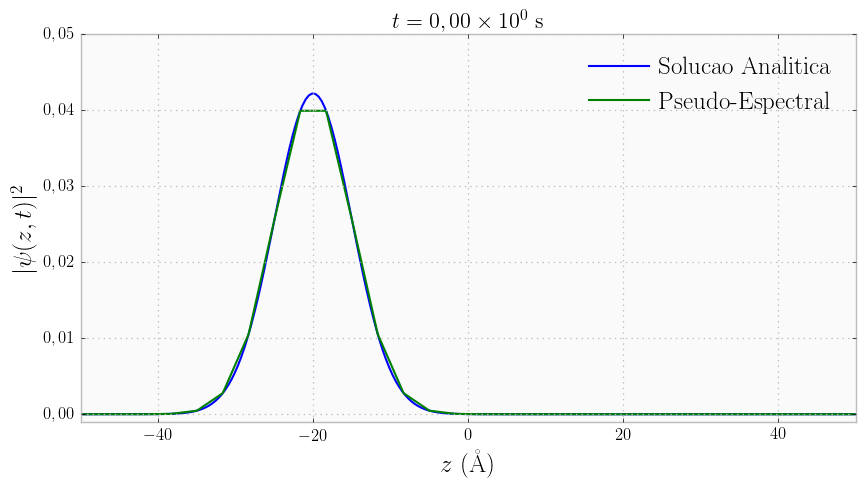 t = 0,00 × 10⁰ s
Solucao Analitica
Pseudo-Espectral
|ψ(z, t)|²
0,05
0,04
0,03
0,02
0,01
0,00
−40 −20 0 20 40
z (Å)